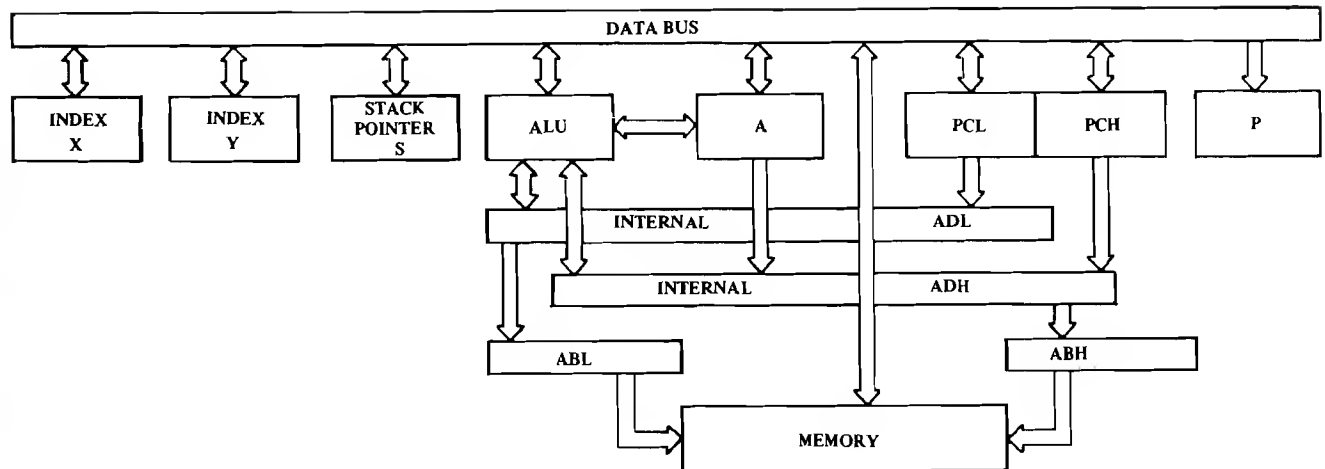 DATA BUS
INDEX
X
INDEX
Y
STACK
POINTER
S
ALU
A
PCL
PCH
P
INTERNAL ADL
INTERNAL ADH
ABL
ABH
MEMORY